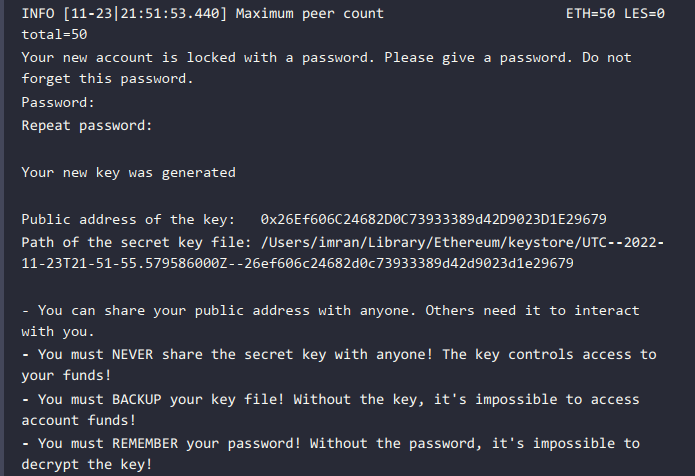 INFO [11-23|21:51:53.440] Maximum peer count ETH=50 LES=0
total=50
Your new account is locked with a password. Please give a password. Do not
forget this password.
Password:
Repeat password:
Your new key was generated
Public address of the key: 0x26Ef606C24682D0C73933389d42D9023D1E29679
Path of the secret key file: /Users/imran/Library/Ethereum/keystore/UTC--2022-
11-23T21-51-55.579586000Z--26ef606c24682d0c73933389d42d9023d1e29679
- You can share your public address with anyone. Others need it to interact
with you.
- You must NEVER share the secret key with anyone! The key controls access to
your funds!
- You must BACKUP your key file! Without the key, it's impossible to access
account funds!
- You must REMEMBER your password! Without the password, it's impossible to
decrypt the key!